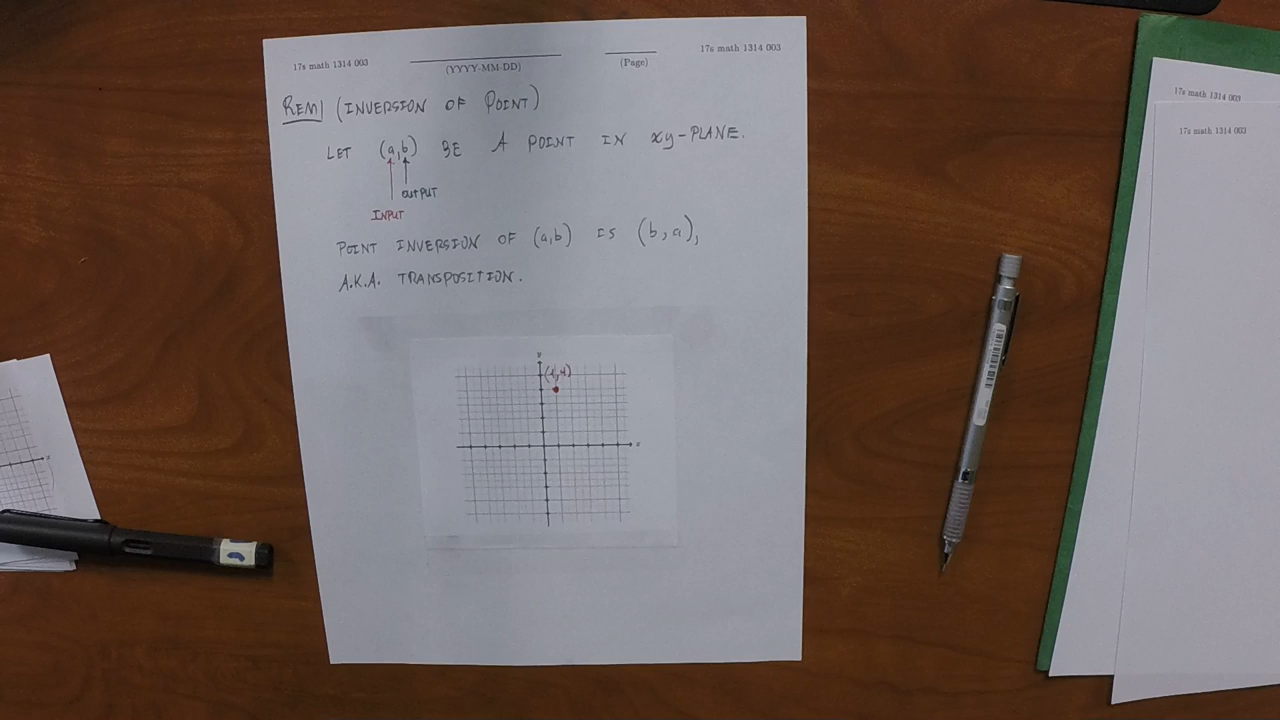 17s math 1314 003
(YYYY-MM-DD)
(Page)
17s math 1314 003
REM (INVERSION OF POINT)
LET (a,b) BE A POINT IN xy-PLANE.
OUTPUT
INPUT
POINT INVERSION OF (a,b) IS (b,a),
A.K.A. TRANSPOSITION.
y
(1,4)
x
17s math 1314 003
17s math 1314 003
x